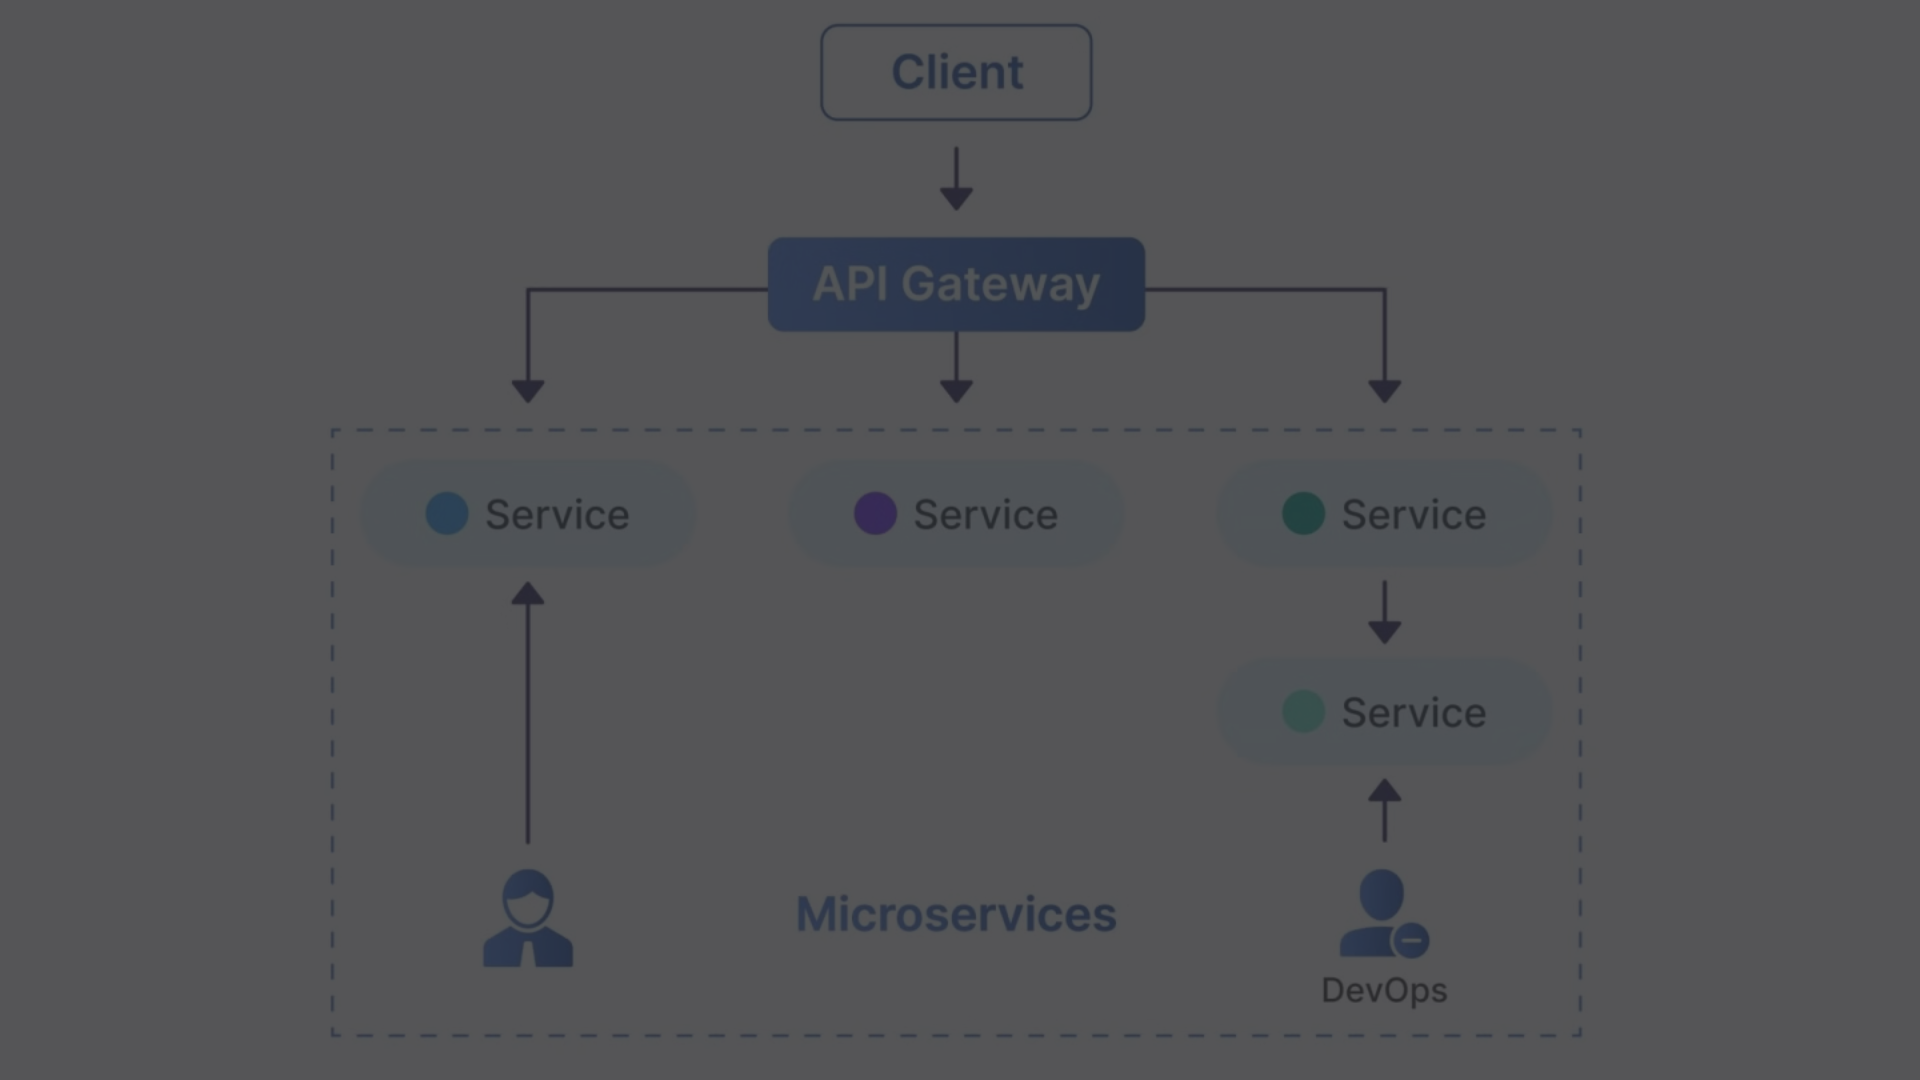 Client
API Gateway
Service
Service
Service
Service
Microservices
DevOps